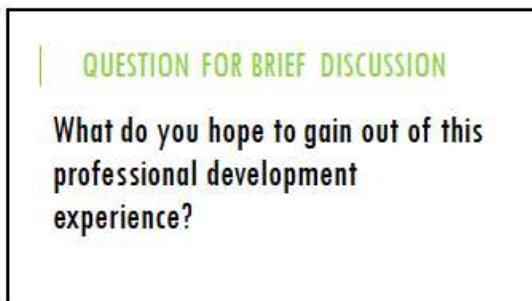 QUESTION FOR BRIEF DISCUSSION
What do you hope to gain out of this
professional development
experience?